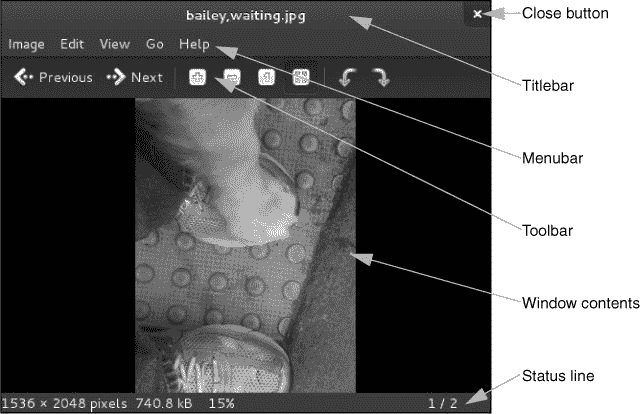 bailey,waiting.jpg
Close button
Image Edit View Go Help
Previous Next
Titlebar
Menubar
Toolbar
Window contents
Status line
1536 × 2048 pixels 740.8 kB 15% 1 / 2